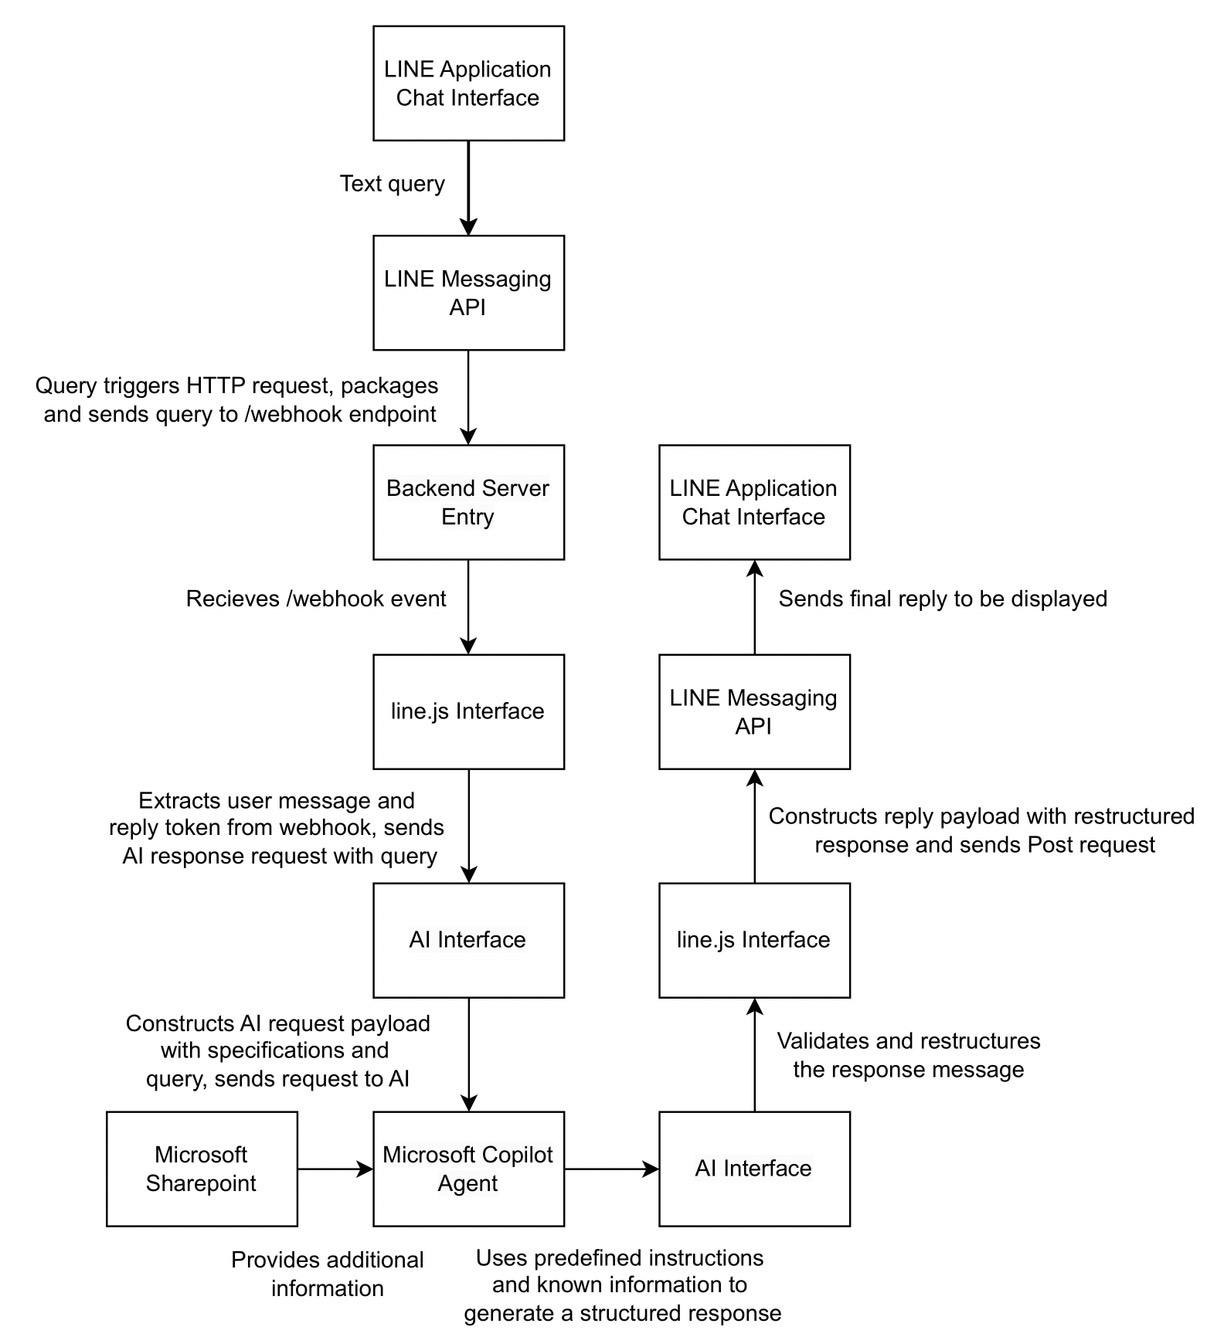 LINE Application
Chat Interface
Text query
LINE Messaging
API
Query triggers HTTP request, packages
and sends query to /webhook endpoint
Backend Server
Entry
Recieves /webhook event
line.js Interface
Extracts user message and
reply token from webhook, sends
AI response request with query
AI Interface
Constructs AI request payload
with specifications and
query, sends request to AI
Microsoft
Sharepoint
Provides additional
information
Microsoft Copilot
Agent
Uses predefined instructions
and known information to
generate a structured response
AI Interface
Validates and restructures
the response message
line.js Interface
Constructs reply payload with restructured
response and sends Post request
LINE Messaging
API
Sends final reply to be displayed
LINE Application
Chat Interface